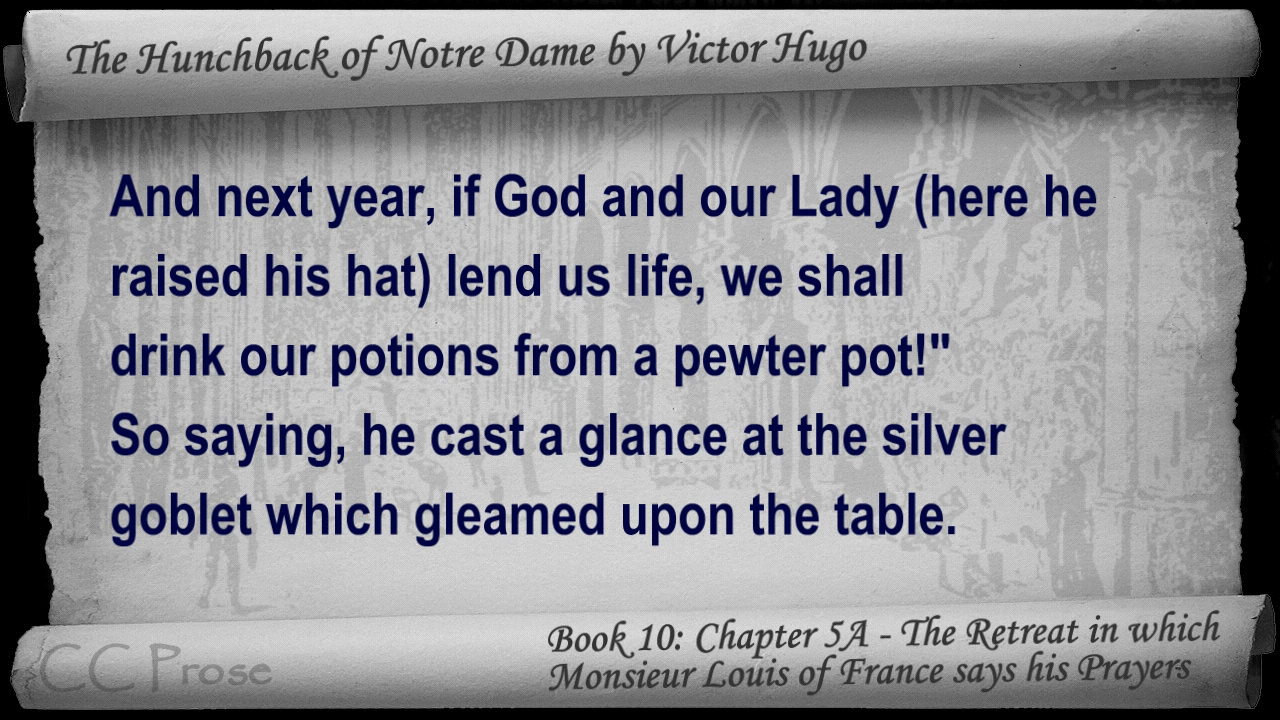 The Hunchback of Notre Dame by Victor Hugo
And next year, if God and our Lady (here he
raised his hat) lend us life, we shall
drink our potions from a pewter pot!"
So saying, he cast a glance at the silver
goblet which gleamed upon the table.
Book 10: Chapter 5A - The Retreat in which
Monsieur Louis of France says his Prayers
CC Prose